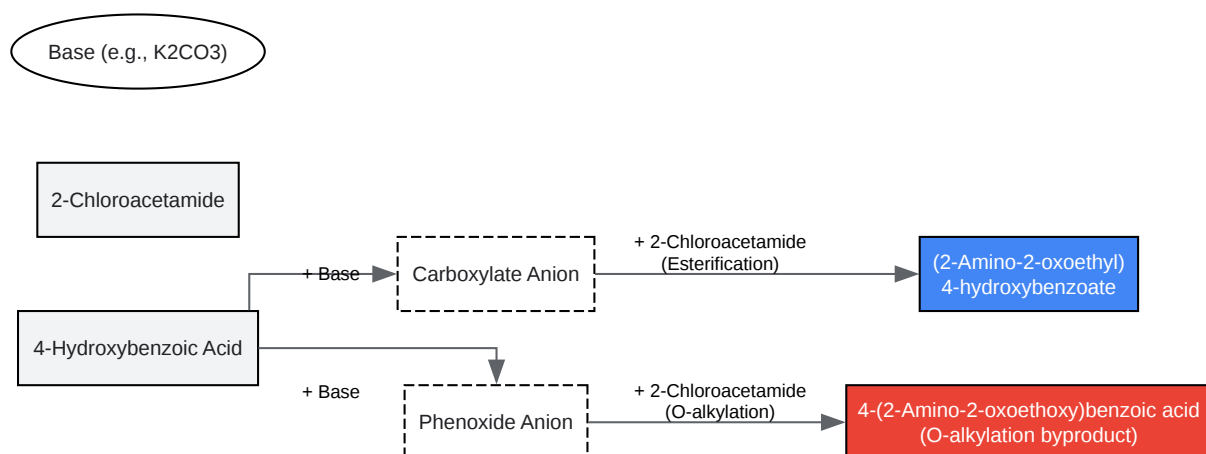 Base (e.g., K2CO3)
2-Chloroacetamide
+ Base
Carboxylate Anion
+ 2-Chloroacetamide
(Esterification)
(2-Amino-2-oxoethyl)
4-hydroxybenzoate
4-Hydroxybenzoic Acid
+ Base
Phenoxide Anion
+ 2-Chloroacetamide
(O-alkylation)
4-(2-Amino-2-oxoethoxy)benzoic acid
(O-alkylation byproduct)